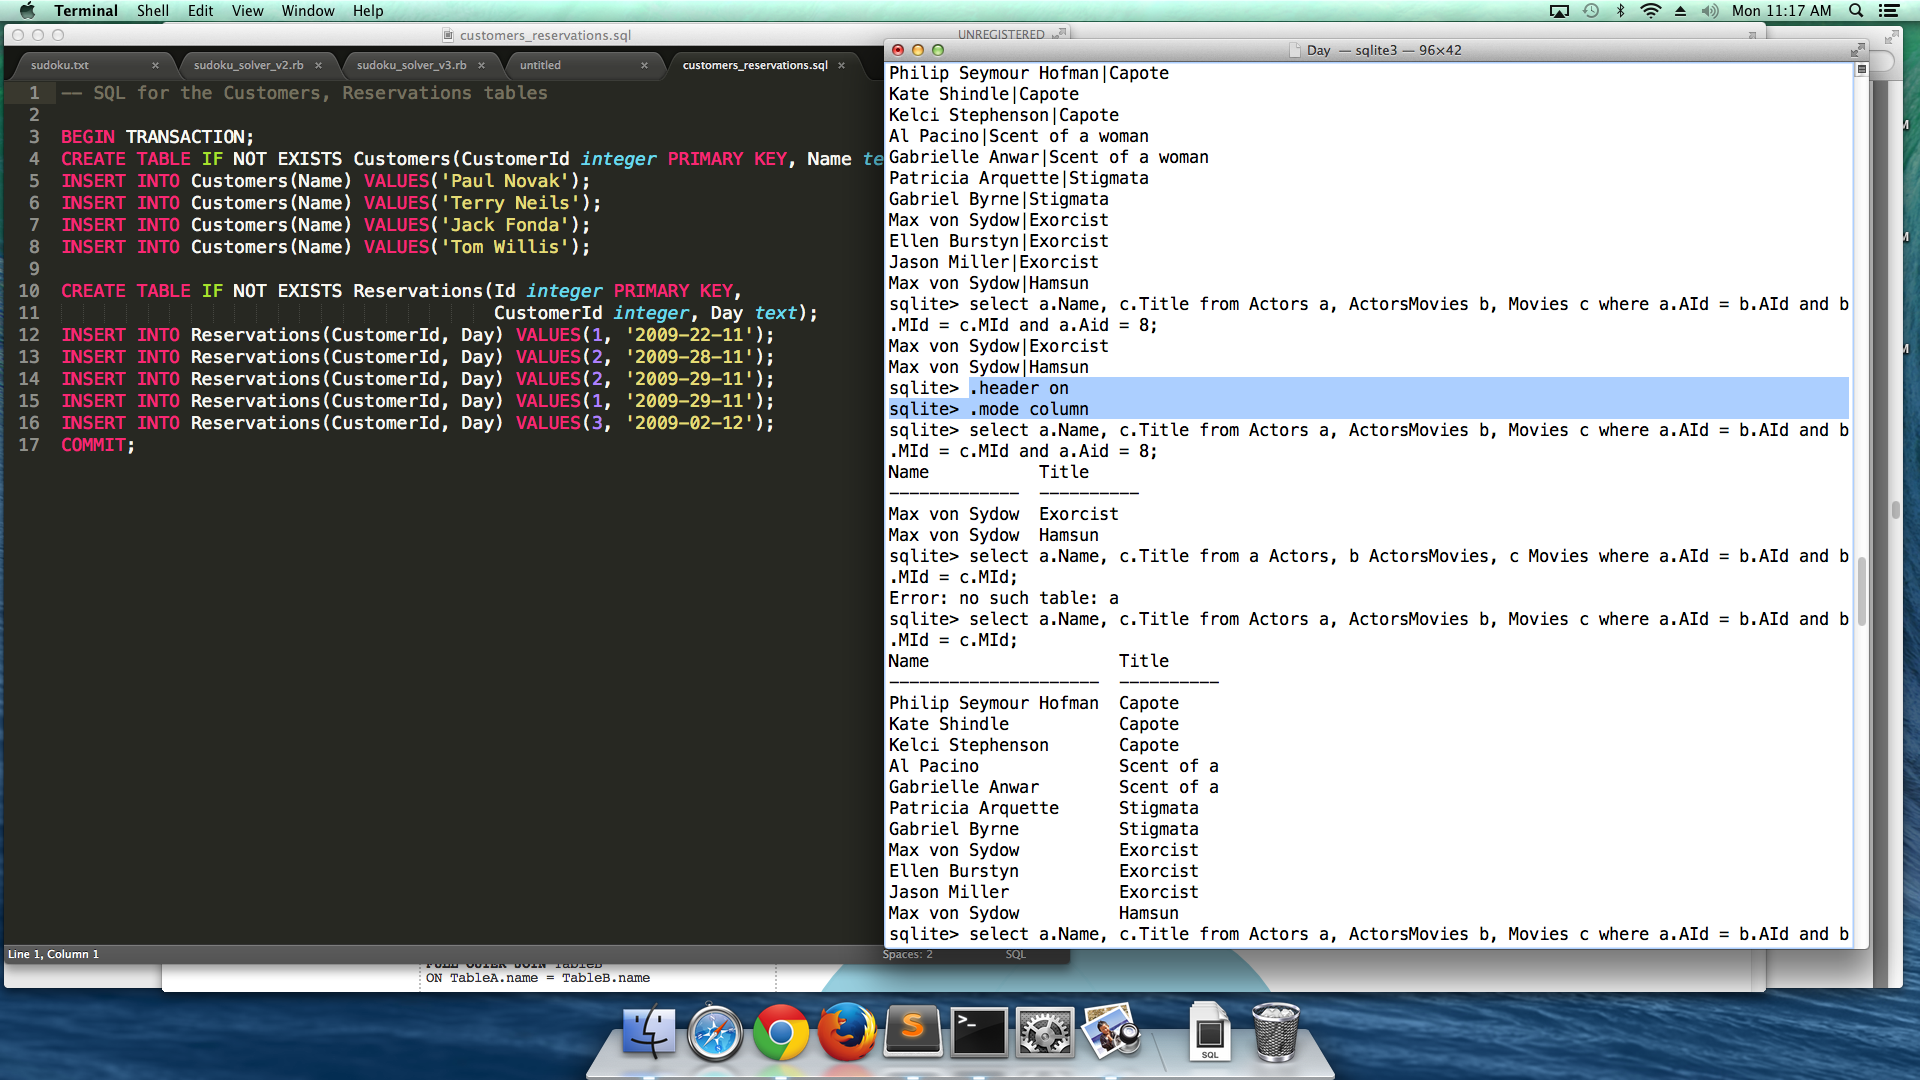 Terminal Shell Edit View Window Help Mon 11:17 AM
customers_reservations.sql UNREGISTERED
sudoku.txt sudoku_solver_v2.rb sudoku_solver_v3.rb untitled customers_reservations.sql
1 -- SQL for the Customers, Reservations tables
2
3 BEGIN TRANSACTION;
4 CREATE TABLE IF NOT EXISTS Customers(CustomerId integer PRIMARY KEY, Name te
5 INSERT INTO Customers(Name) VALUES('Paul Novak');
6 INSERT INTO Customers(Name) VALUES('Terry Neils');
7 INSERT INTO Customers(Name) VALUES('Jack Fonda');
8 INSERT INTO Customers(Name) VALUES('Tom Willis');
9
10 CREATE TABLE IF NOT EXISTS Reservations(Id integer PRIMARY KEY,
11 CustomerId integer, Day text);
12 INSERT INTO Reservations(CustomerId, Day) VALUES(1, '2009-22-11');
13 INSERT INTO Reservations(CustomerId, Day) VALUES(2, '2009-28-11');
14 INSERT INTO Reservations(CustomerId, Day) VALUES(2, '2009-29-11');
15 INSERT INTO Reservations(CustomerId, Day) VALUES(1, '2009-29-11');
16 INSERT INTO Reservations(CustomerId, Day) VALUES(3, '2009-02-12');
17 COMMIT;
Line 1, Column 1 Spaces: 2 SQL
FULL OUTER JOIN TableB
ON TableA.name = TableB.name
Day — sqlite3 — 96×42
Philip Seymour Hofman|Capote
Kate Shindle|Capote
Kelci Stephenson|Capote
Al Pacino|Scent of a woman
Gabrielle Anwar|Scent of a woman
Patricia Arquette|Stigmata
Gabriel Byrne|Stigmata
Max von Sydow|Exorcist
Ellen Burstyn|Exorcist
Jason Miller|Exorcist
Max von Sydow|Hamsun
sqlite> select a.Name, c.Title from Actors a, ActorsMovies b, Movies c where a.AId = b.AId and b
.MId = c.MId and a.Aid = 8;
Max von Sydow|Exorcist
Max von Sydow|Hamsun
sqlite> .header on
sqlite> .mode column
sqlite> select a.Name, c.Title from Actors a, ActorsMovies b, Movies c where a.AId = b.AId and b
.MId = c.MId and a.Aid = 8;
Name Title
------------- ----------
Max von Sydow Exorcist
Max von Sydow Hamsun
sqlite> select a.Name, c.Title from a Actors, b ActorsMovies, c Movies where a.AId = b.AId and b
.MId = c.MId;
Error: no such table: a
sqlite> select a.Name, c.Title from Actors a, ActorsMovies b, Movies c where a.AId = b.AId and b
.MId = c.MId;
Name Title
--------------------- ----------
Philip Seymour Hofman Capote
Kate Shindle Capote
Kelci Stephenson Capote
Al Pacino Scent of a
Gabrielle Anwar Scent of a
Patricia Arquette Stigmata
Gabriel Byrne Stigmata
Max von Sydow Exorcist
Ellen Burstyn Exorcist
Jason Miller Exorcist
Max von Sydow Hamsun
sqlite> select a.Name, c.Title from Actors a, ActorsMovies b, Movies c where a.AId = b.AId and b
SQL